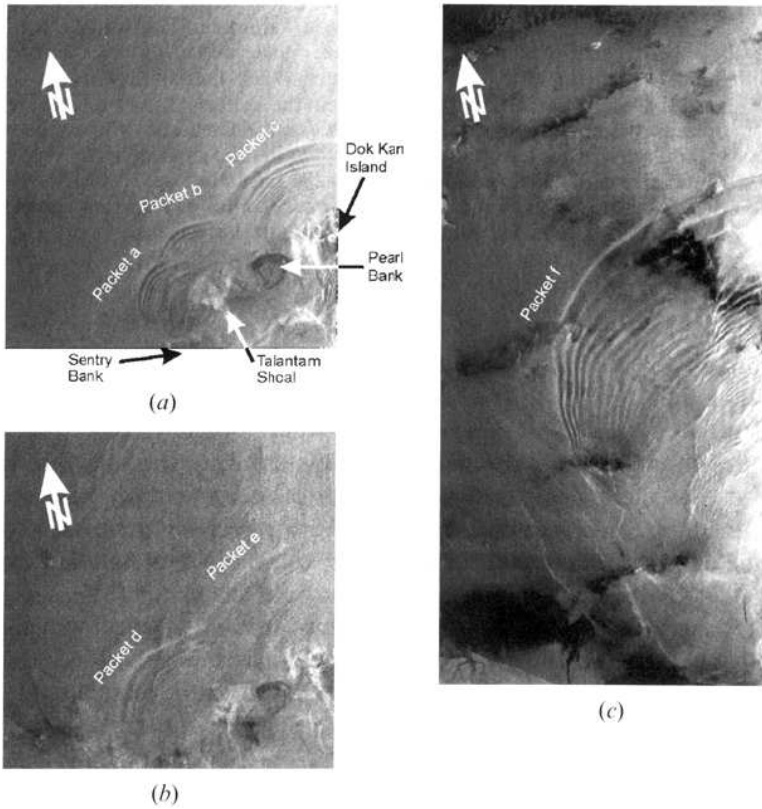 N
Packet c
Packet b
Packet a
Dok Kan
Island
Pearl
Bank
Sentry
Bank
Talantam
Shoal
(a)
N
Packet e
Packet d
(b)
N
Packet f
(c)